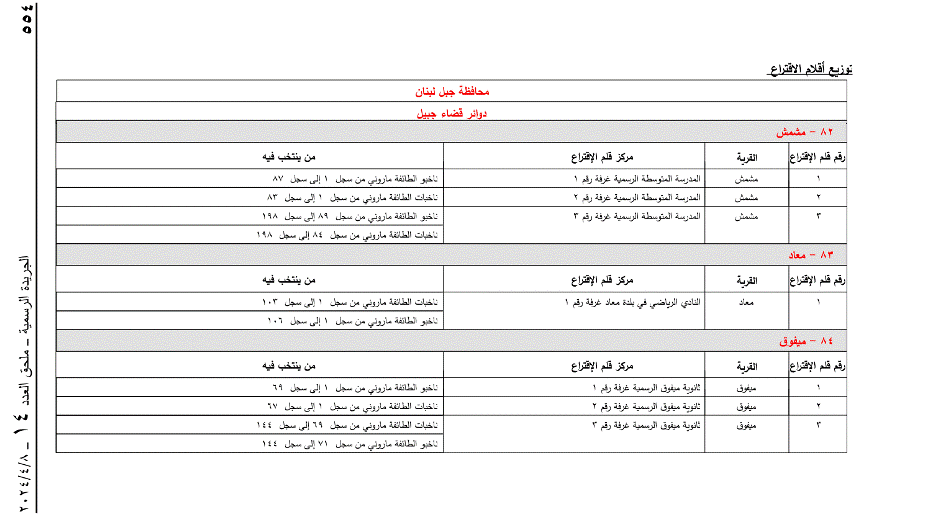 ٥٥٤
الجريدة الرسمية – ملحق العدد ١٤ – ٢٠٢٤/٤/٨
توزيع أقلام الاقتراع
محافظة جبل لبنان
دوائر قضاء جبيل
٨٢ - مشمش
رقم قلم الإقتراع القرية مركز قلم الإقتراع من ينتخب فيه
١ مشمش المدرسة المتوسطة الرسمية غرفة رقم ١ ناخبو الطائفة ماروني من سجل ١ إلى سجل ٨٧
٢ مشمش المدرسة المتوسطة الرسمية غرفة رقم ٢ ناخبات الطائفة ماروني من سجل ١ إلى سجل ٨٣
٣ مشمش المدرسة المتوسطة الرسمية غرفة رقم ٣ ناخبو الطائفة ماروني من سجل ٨٩ إلى سجل ١٩٨
ناخبات الطائفة ماروني من سجل ٨٤ إلى سجل ١٩٨
٨٣ - معاد
رقم قلم الإقتراع القرية مركز قلم الإقتراع من ينتخب فيه
١ معاد النادي الرياضي في بلدة معاد غرفة رقم ١ ناخبات الطائفة ماروني من سجل ١ إلى سجل ١٠٣
ناخبو الطائفة ماروني من سجل ١ إلى سجل ١٠٦
٨٤ - ميفوق
رقم قلم الإقتراع القرية مركز قلم الإقتراع من ينتخب فيه
١ ميفوق ثانوية ميفوق الرسمية غرفة رقم ١ ناخبو الطائفة ماروني من سجل ١ إلى سجل ٦٩
٢ ميفوق ثانوية ميفوق الرسمية غرفة رقم ٢ ناخبات الطائفة ماروني من سجل ١ إلى سجل ٦٧
٣ ميفوق ثانوية ميفوق الرسمية غرفة رقم ٣ ناخبات الطائفة ماروني من سجل ٦٩ إلى سجل ١٤٤
ناخبو الطائفة ماروني من سجل ٧١ إلى سجل ١٤٤